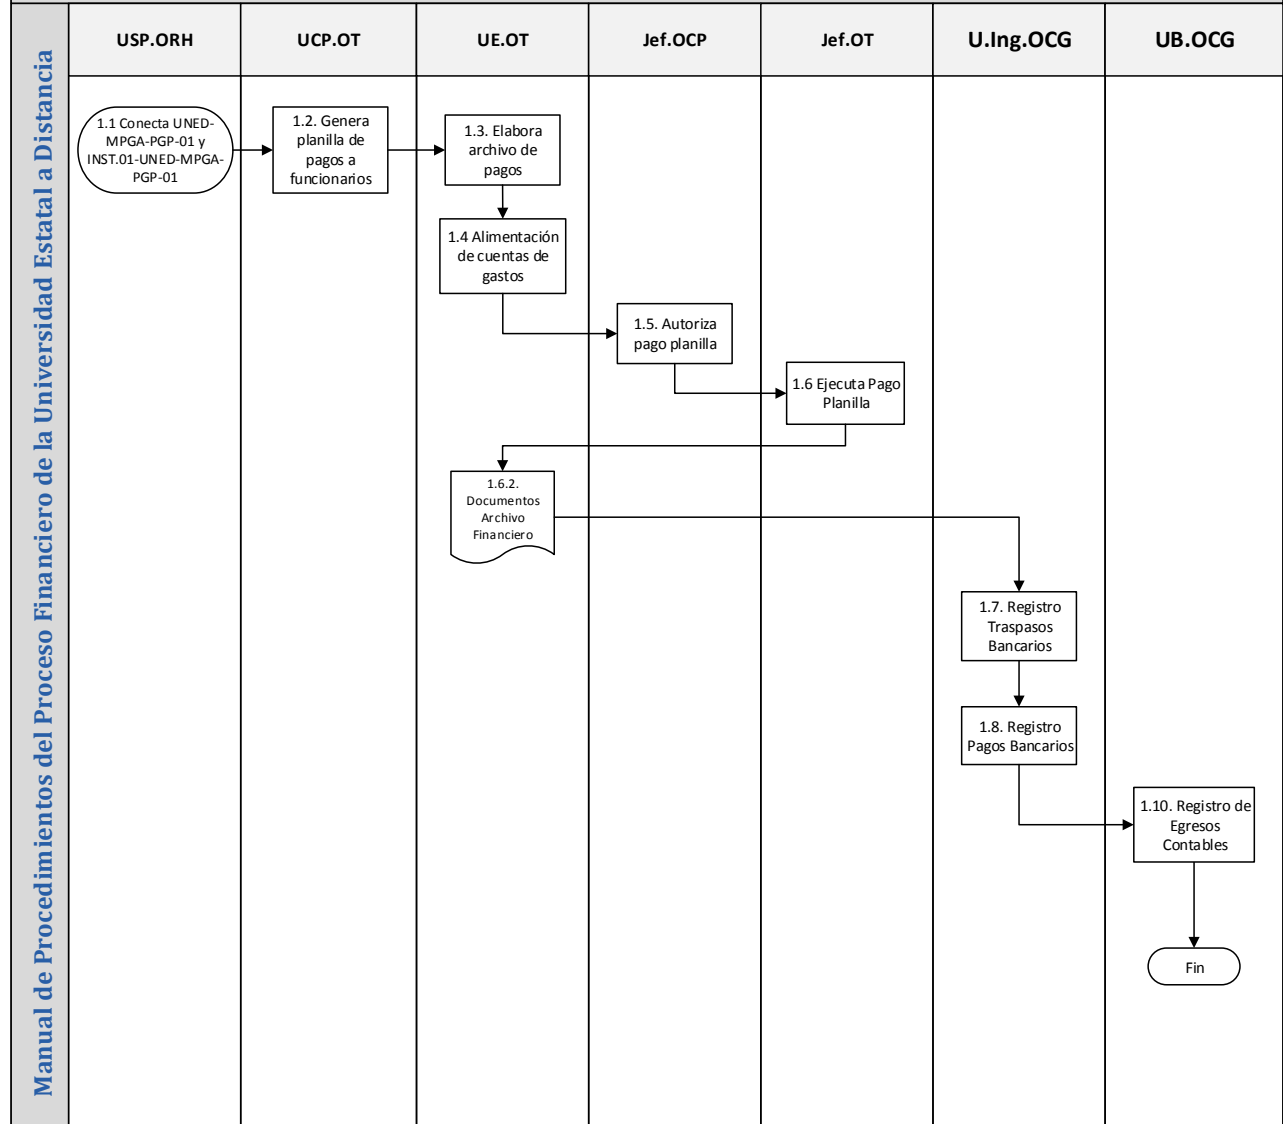 Manual de Procedimientos del Proceso Financiero de la Universidad Estatal a Distancia
USP.ORH
UCP.OT
UE.OT
Jef.OCP
Jef.OT
U.Ing.OCG
UB.OCG
1.1 Conecta UNED-
MPGA-PGP-01 y
INST.01-UNED-MPGA-
PGP-01
1.2. Genera
planilla de
pagos a
funcionarios
1.3. Elabora
archivo de
pagos
1.4 Alimentación
de cuentas de
gastos
1.5. Autoriza
pago planilla
1.6 Ejecuta Pago
Planilla
1.6.2.
Documentos
Archivo
Financiero
1.7. Registro
Traspasos
Bancarios
1.8. Registro
Pagos Bancarios
1.10. Registro de
Egresos
Contables
Fin